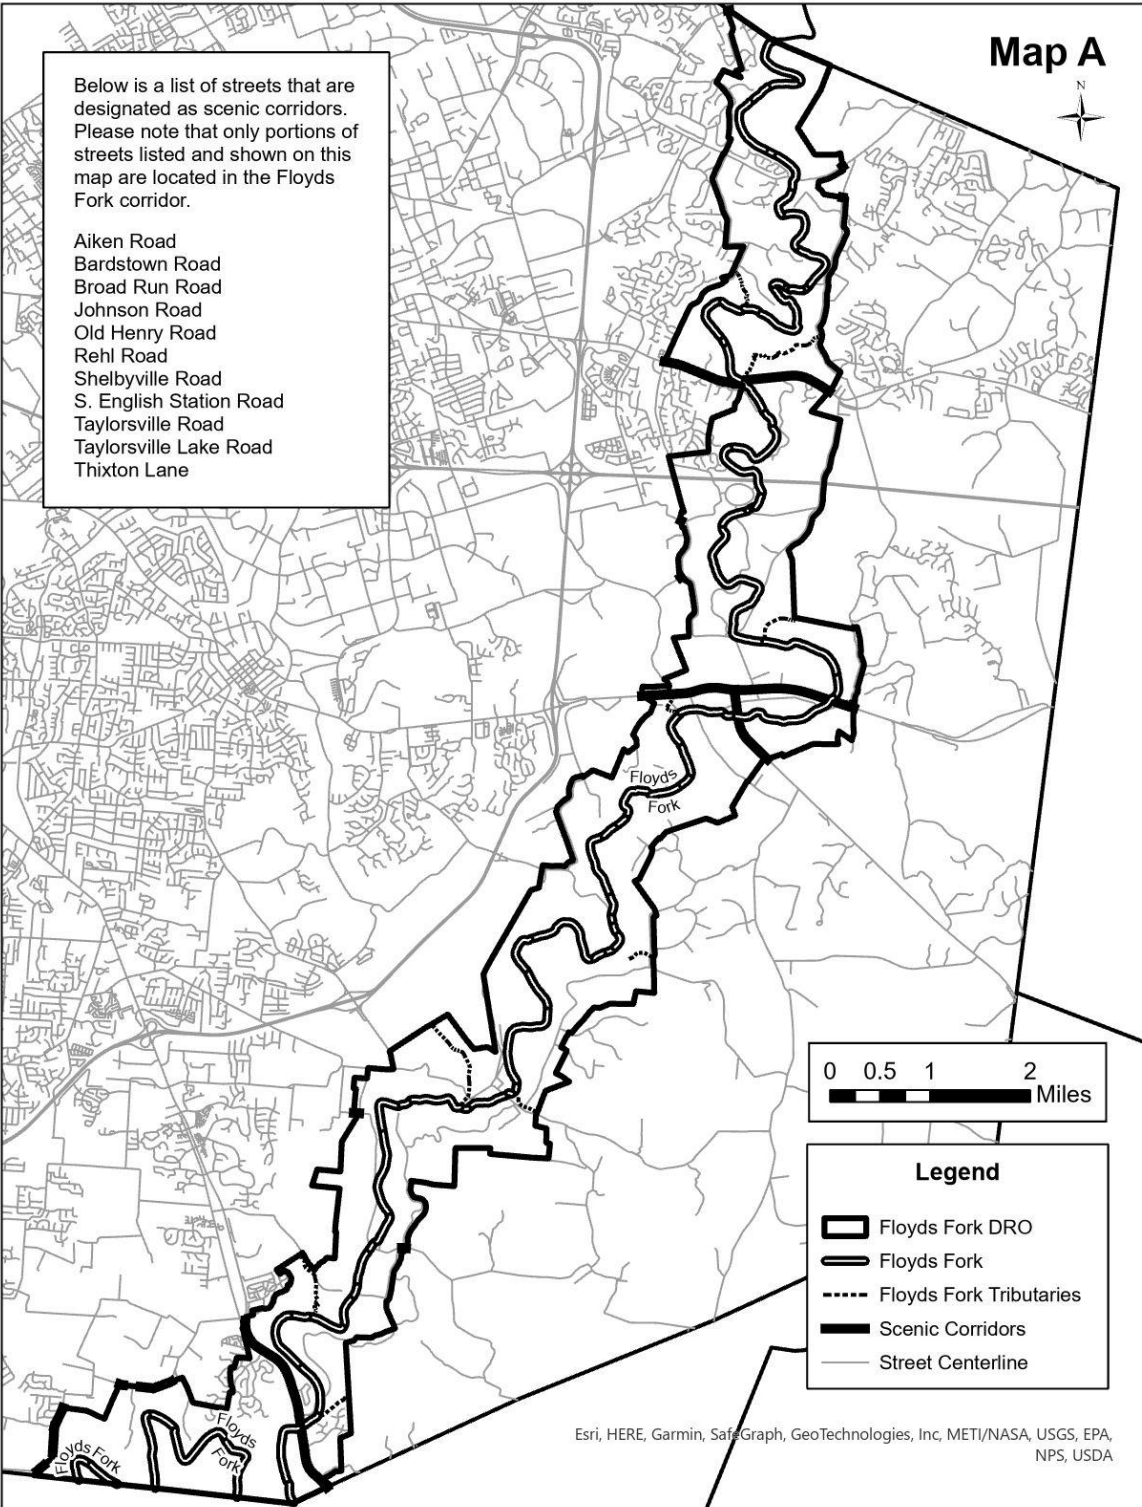 Map A
N
Below is a list of streets that are
designated as scenic corridors.
Please note that only portions of
streets listed and shown on this
map are located in the Floyds
Fork corridor.
Aiken Road
Bardstown Road
Broad Run Road
Johnson Road
Old Henry Road
Rehl Road
Shelbyville Road
S. English Station Road
Taylorsville Road
Taylorsville Lake Road
Thixton Lane
Floyds
Fork
0 0.5 1 2
Miles
Legend
Floyds Fork DRO
Floyds Fork
Floyds Fork Tributaries
Scenic Corridors
Street Centerline
Floyds
Fork
Floyds Fork
Esri, HERE, Garmin, SafeGraph, GeoTechnologies, Inc, METI/NASA, USGS, EPA,
NPS, USDA